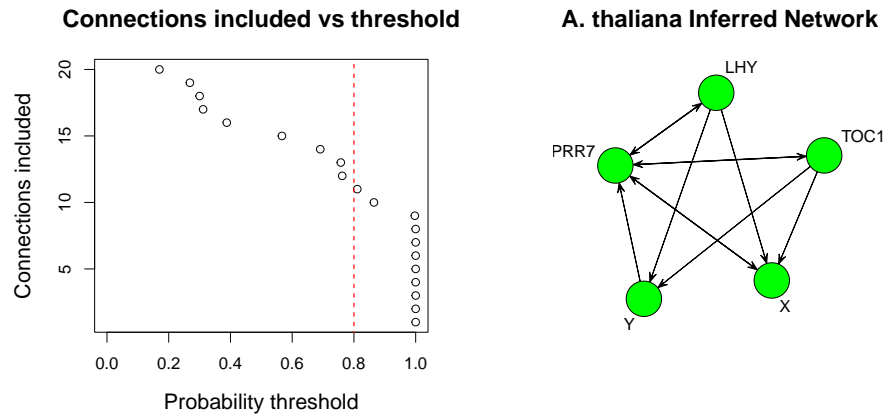 Connections included vs threshold
Connections included
20
15
10
5
0.0 0.2 0.4 0.6 0.8 1.0
Probability threshold
A. thaliana Inferred Network
LHY
TOC1
PRR7
X
Y